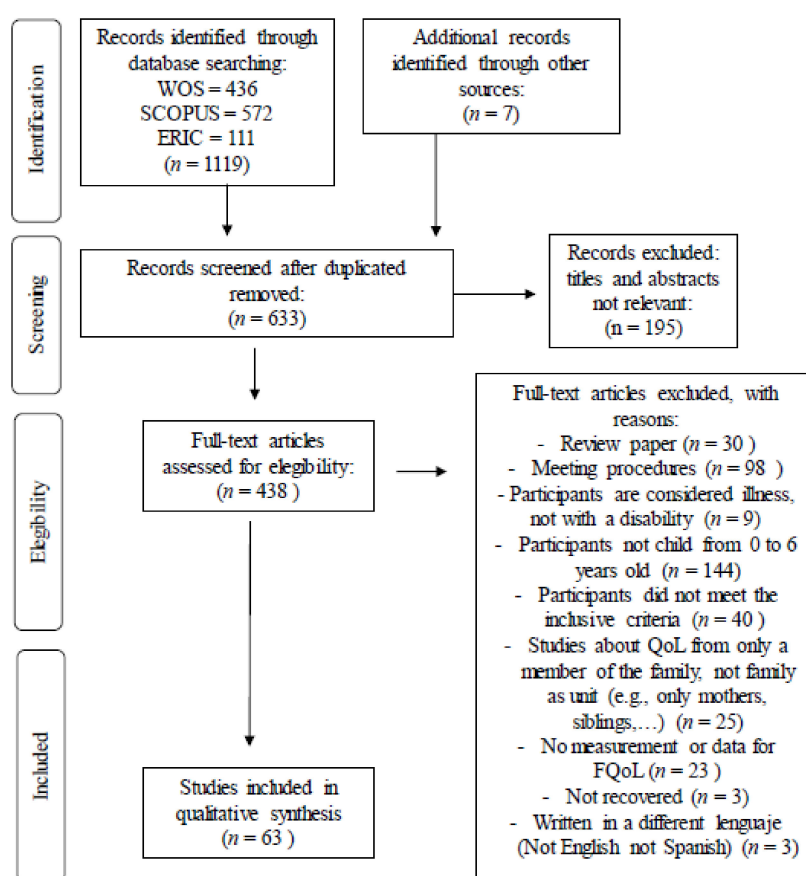 Identification
Records identified through
database searching:
WOS = 436
SCOPUS = 572
ERIC = 111
(n = 1119)
Additional records
identified through other
sources:
(n = 7)
Screening
Records screened after duplicated
removed:
(n = 633)
Records excluded:
titles and abstracts
not relevant:
(n = 195)
Elegibility
Full-text articles
assessed for elegibility:
(n = 438 )
Full-text articles excluded, with
reasons:
- Review paper (n = 30 )
- Meeting procedures (n = 98 )
- Participants are considered illness,
not with a disability (n = 9)
- Participants not child from 0 to 6
years old (n = 144)
- Participants did not meet the
inclusive criteria (n = 40 )
- Studies about QoL from only a
member of the family, not family
as unit (e.g., only mothers,
siblings,…) (n = 25)
- No measurement or data for
FQoL (n = 23 )
- Not recovered (n = 3)
- Written in a different lenguaje
(Not English not Spanish) (n = 3)
Included
Studies included in
qualitative synthesis
(n = 63 )